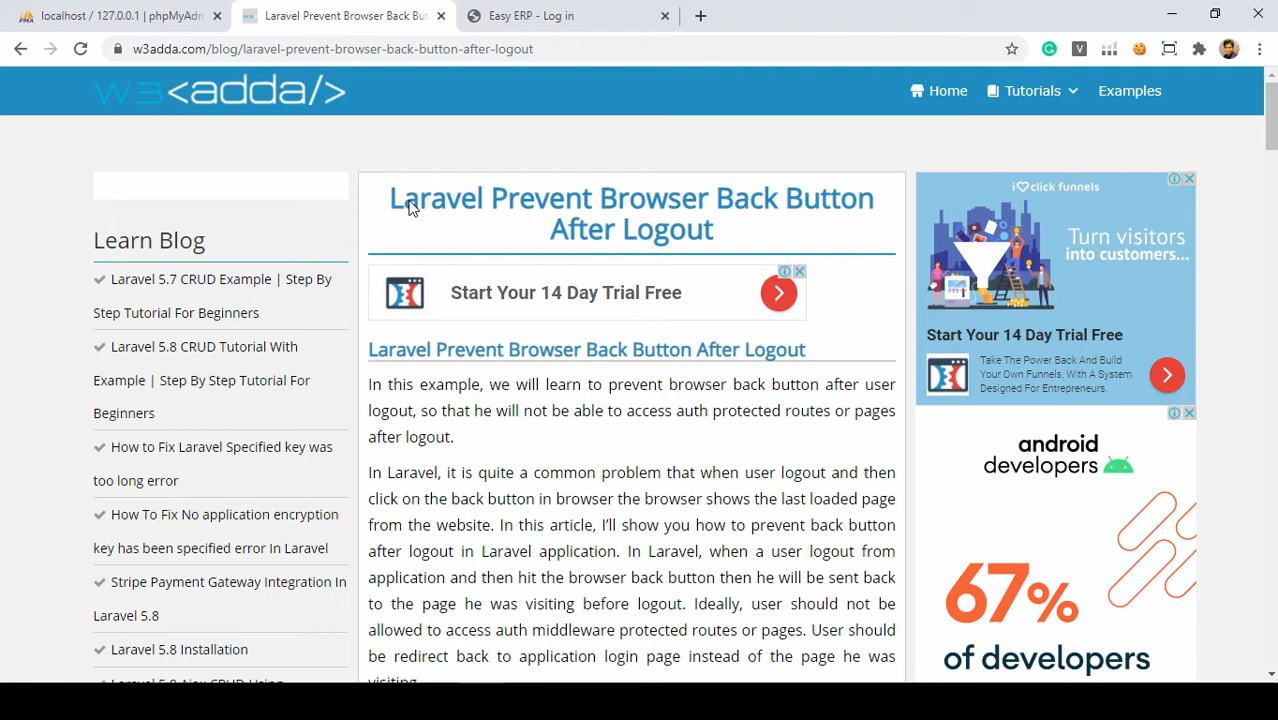 localhost / 127.0.0.1 | phpMyAdm
Laravel Prevent Browser Back But
Easy ERP - Log in
w3adda.com/blog/laravel-prevent-browser-back-button-after-logout
w3<adda/>
Home
Tutorials
Examples
Learn Blog
Laravel 5.7 CRUD Example | Step By
Step Tutorial For Beginners
Laravel 5.8 CRUD Tutorial With
Example | Step By Step Tutorial For
Beginners
How to Fix Laravel Specified key was
too long error
How To Fix No application encryption
key has been specified error In Laravel
Stripe Payment Gateway Integration In
Laravel 5.8
Laravel 5.8 Installation
Laravel Prevent Browser Back Button
After Logout
Start Your 14 Day Trial Free
Laravel Prevent Browser Back Button After Logout
In this example, we will learn to prevent browser back button after user
logout, so that he will not be able to access auth protected routes or pages
after logout.
In Laravel, it is quite a common problem that when user logout and then
click on the back button in browser the browser shows the last loaded page
from the website. In this article, I'll show you how to prevent back button
after logout in Laravel application. In Laravel, when a user logout from
application and then hit the browser back button then he will be sent back
to the page he was visiting before logout. Ideally, user should not be
allowed to access auth middleware protected routes or pages. User should
be redirect back to application login page instead of the page he was
visiting
i click funnels
Turn visitors
into customers...
Start Your 14 Day Trial Free
Take The Power Back And Build
Your Own Funnels, With A System
Designed For Entrepreneurs.
android
developers
67%
of developers